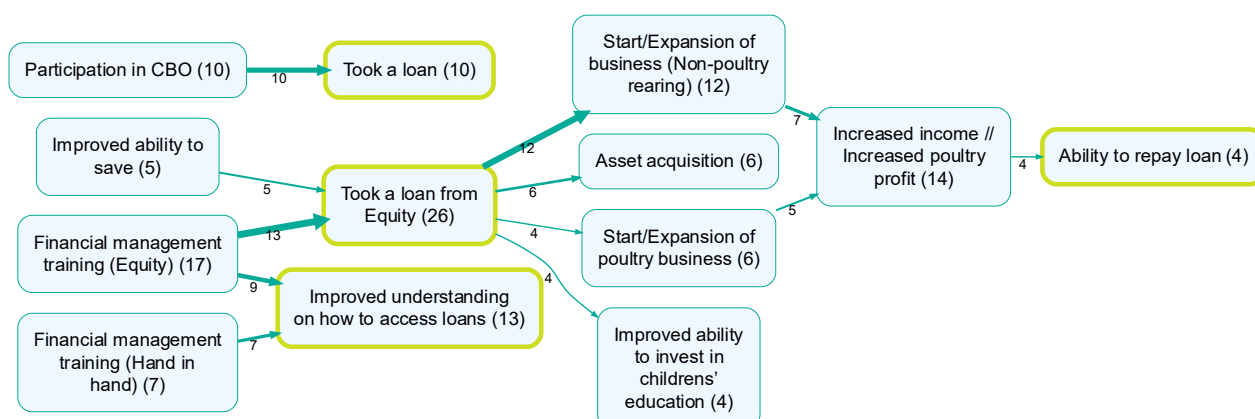 Participation in CBO (10)
10
Took a loan (10)
Improved ability to
save (5)
5
Financial management
training (Equity) (17)
13
9
Financial management
training (Hand in
hand) (7)
7
Took a loan from
Equity (26)
Improved understanding
on how to access loans (13)
12
6
4
4
Start/Expansion of
business (Non-poultry
rearing) (12)
7
Asset acquisition (6)
Start/Expansion of
poultry business (6)
5
Improved ability
to invest in
childrens’
education (4)
Increased income //
Increased poultry
profit (14)
4
Ability to repay loan (4)